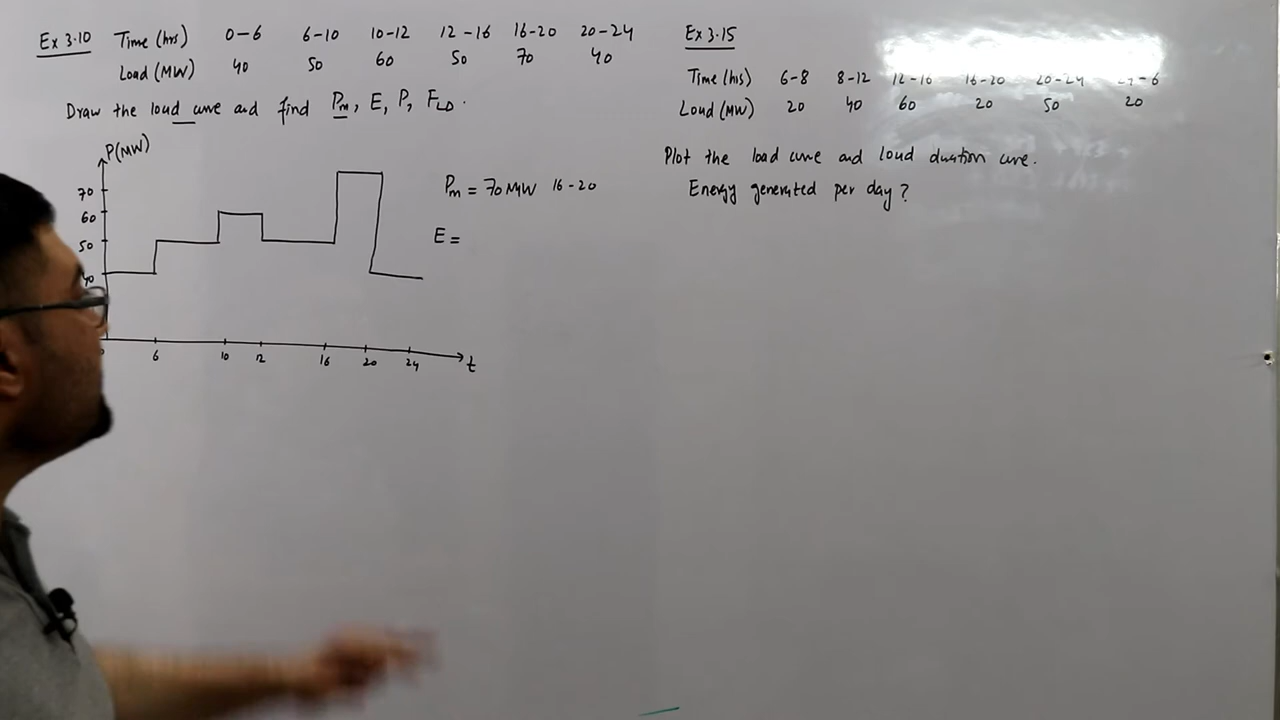 Ex 3.10 Time (hrs) 0-6 6-10 10-12 12-16 16-20 20-24
Load (MW) 40 50 60 50 70 40
Draw the load curve and find Pm, E, P, FLD.
P(MW)
70
60
50
40
6 10 12 16 20 24 t
Pm = 70 MW 16-20
E =
Ex 3.15
Time (hrs) 6-8 8-12 12-16 16-20 20-24 24-6
Load (MW) 20 40 60 20 50 20
Plot the load curve and load duration curve.
Energy generated per day?